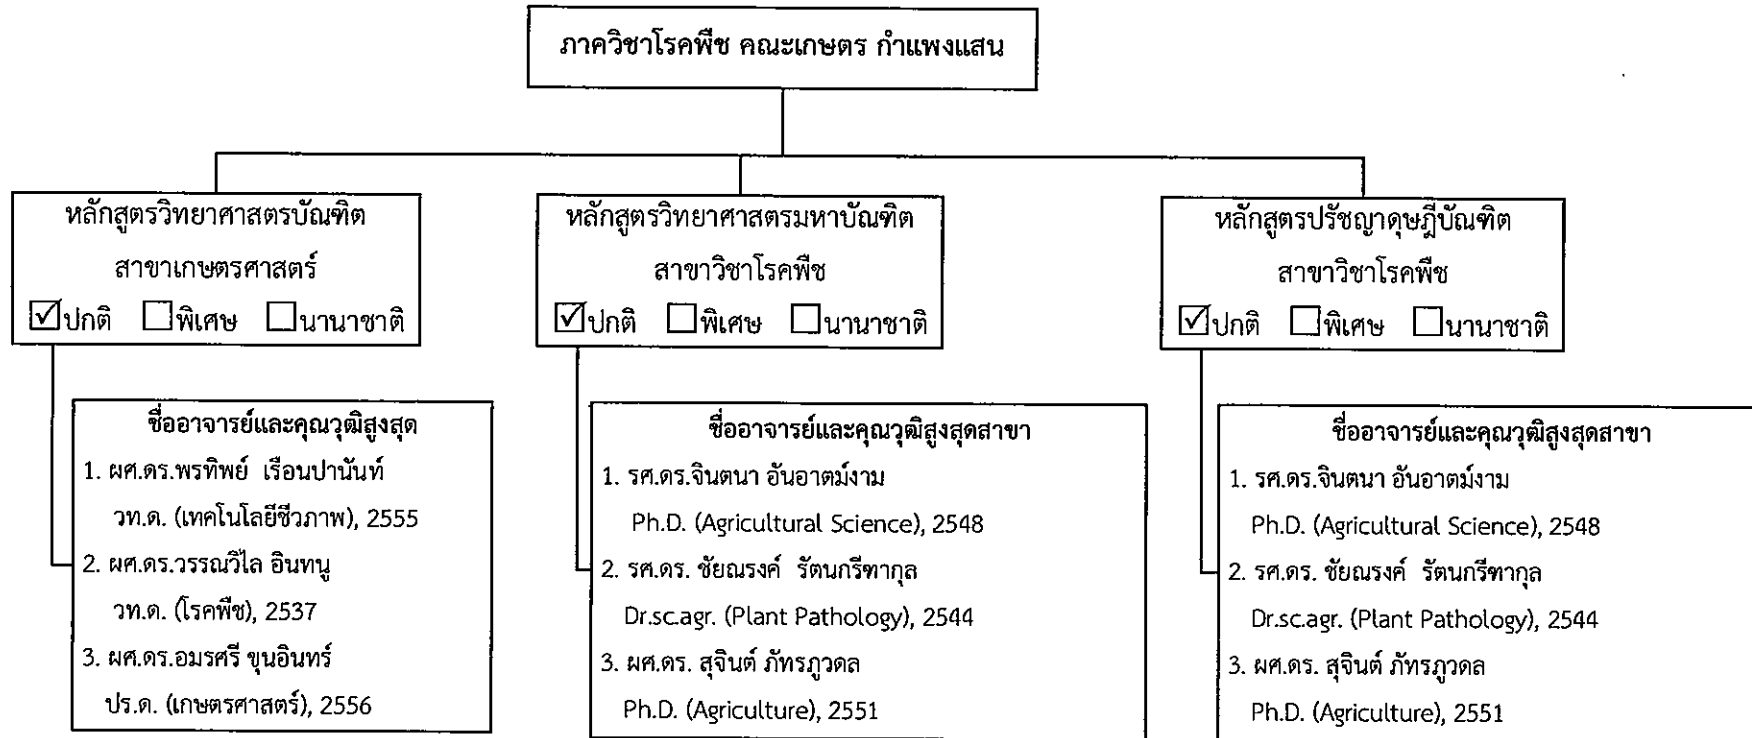 ภาควิชาโรคพืช คณะเกษตร กำแพงแสน
หลักสูตรวิทยาศาสตรบัณฑิต
สาขาเกษตรศาสตร์
☑ปกติ ☐พิเศษ ☐นานาชาติ
ชื่ออาจารย์และคุณวุฒิสูงสุด
1. ผศ.ดร.พรทิพย์ เรือนปานันท์
วท.ด. (เทคโนโลยีชีวภาพ), 2555
2. ผศ.ดร.วรรณวิไล อินทนู
วท.ด. (โรคพืช), 2537
3. ผศ.ดร.อมรศรี ขุนอินทร์
ปร.ด. (เกษตรศาสตร์), 2556
หลักสูตรวิทยาศาสตรมหาบัณฑิต
สาขาวิชาโรคพืช
☑ปกติ ☐พิเศษ ☐นานาชาติ
ชื่ออาจารย์และคุณวุฒิสูงสุดสาขา
1. รศ.ดร.จินตนา อันอาตม์งาม
Ph.D. (Agricultural Science), 2548
2. รศ.ดร. ชัยณรงค์ รัตนกรีฑากุล
Dr.sc.agr. (Plant Pathology), 2544
3. ผศ.ดร. สุจินต์ ภัทรภูวดล
Ph.D. (Agriculture), 2551
หลักสูตรปรัชญาดุษฎีบัณฑิต
สาขาวิชาโรคพืช
☑ปกติ ☐พิเศษ ☐นานาชาติ
ชื่ออาจารย์และคุณวุฒิสูงสุดสาขา
1. รศ.ดร.จินตนา อันอาตม์งาม
Ph.D. (Agricultural Science), 2548
2. รศ.ดร. ชัยณรงค์ รัตนกรีฑากุล
Dr.sc.agr. (Plant Pathology), 2544
3. ผศ.ดร. สุจินต์ ภัทรภูวดล
Ph.D. (Agriculture), 2551